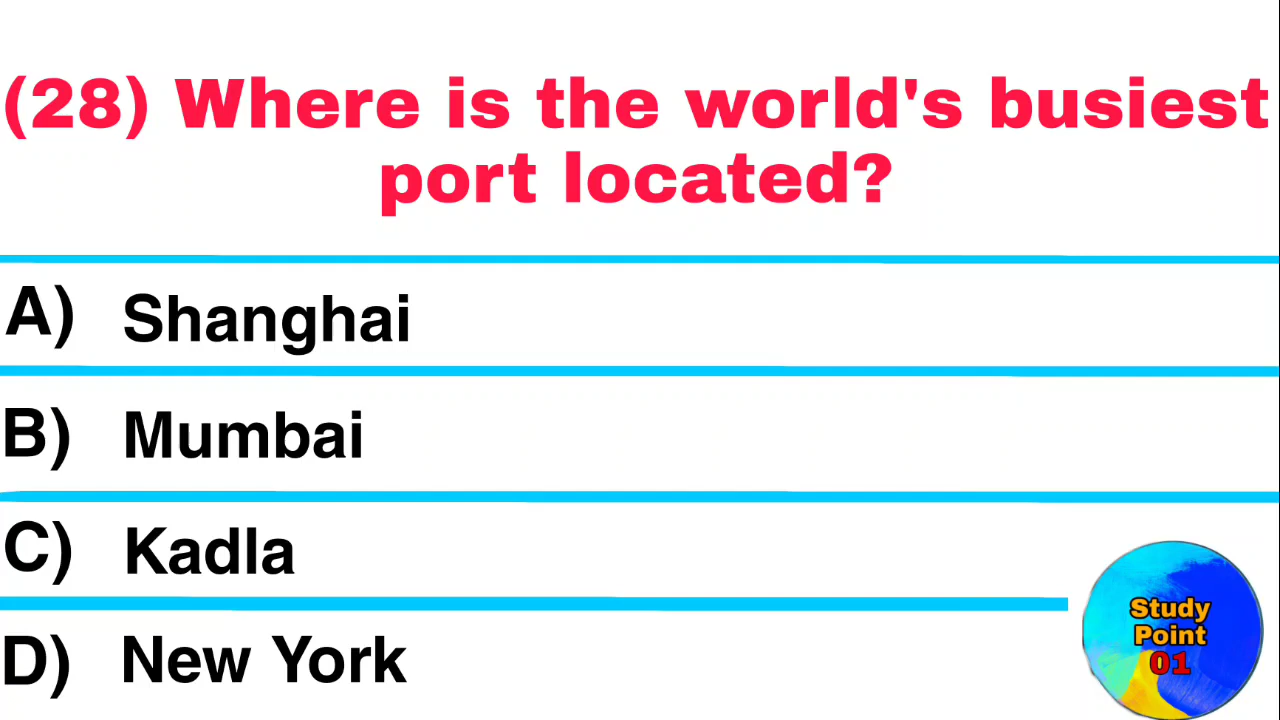 (28) Where is the world's busiest
port located?
A) Shanghai
B) Mumbai
C) Kadla
D) New York
Study
Point
01